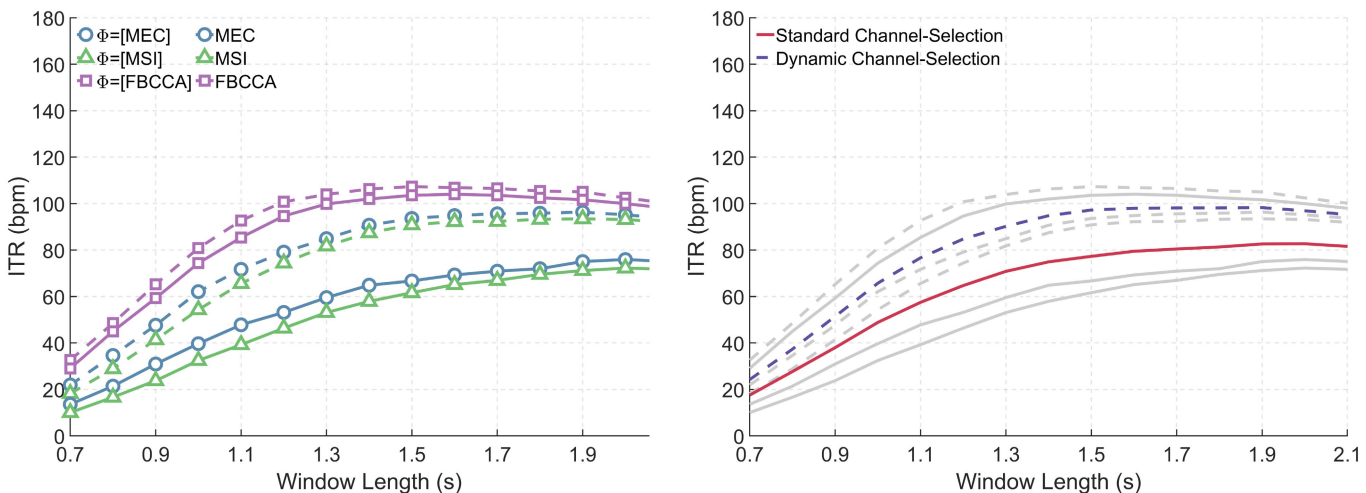 180
160
140
120
100
80
60
40
20
0
ITR (bpm)
Φ=[MEC] MEC
Φ=[MSI] MSI
Φ=[FBCCA] FBCCA
0.7 0.9 1.1 1.3 1.5 1.7 1.9
Window Length (s)
180
160
140
120
100
80
60
40
20
0
ITR (bpm)
Standard Channel-Selection
Dynamic Channel-Selection
0.7 0.9 1.1 1.3 1.5 1.7 1.9 2.1
Window Length (s)